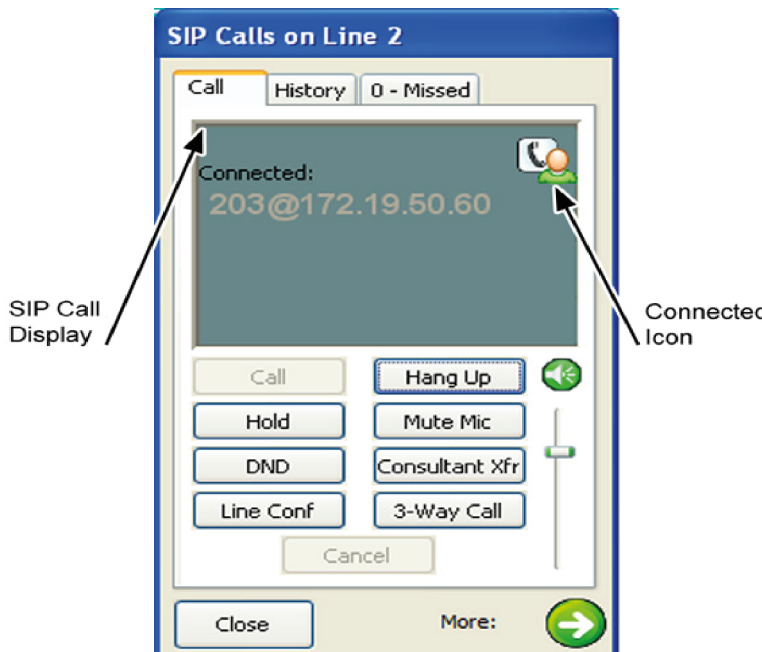 SIP Calls on Line 2
Call History 0 - Missed
Connected:
203@172.19.50.60
SIP Call
Display
Connected
Icon
Call Hang Up
Hold Mute Mic
DND Consultant Xfr
Line Conf 3-Way Call
Cancel
Close More: